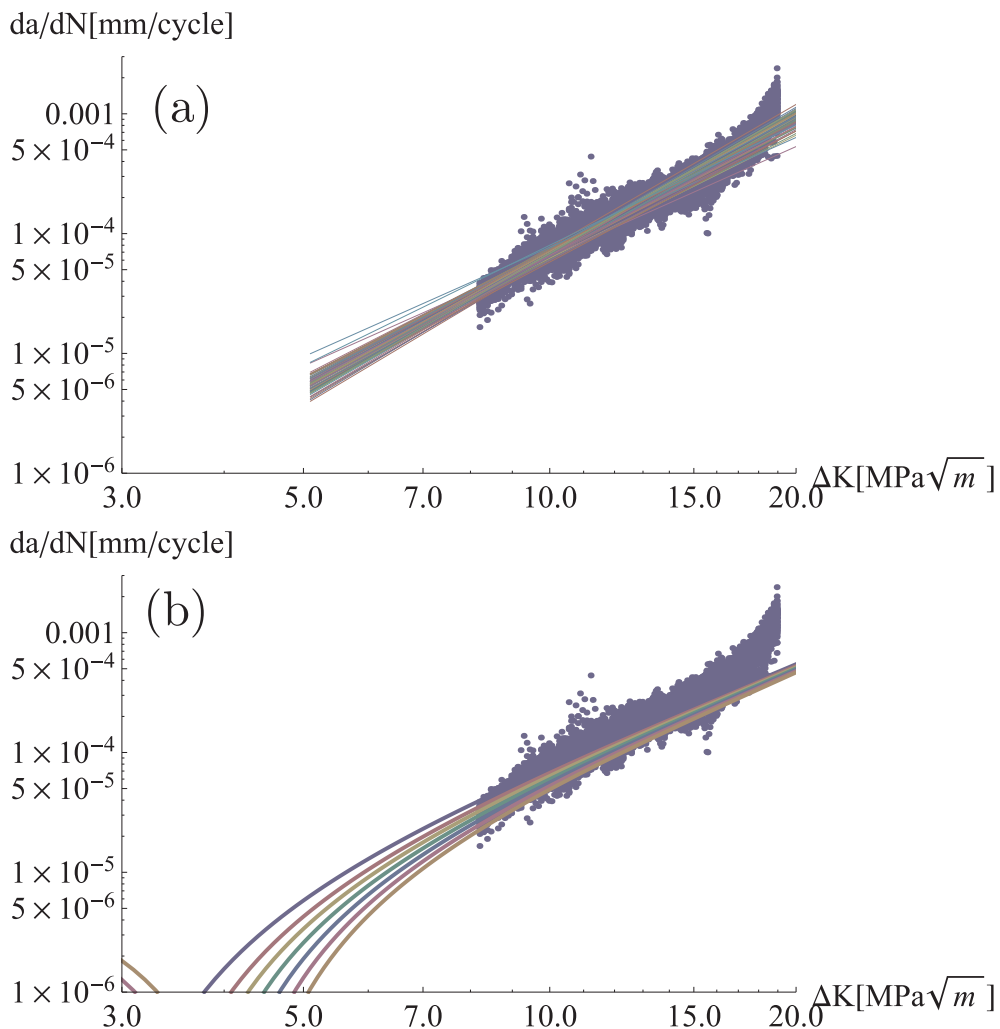 da/dN[mm/cycle]
(a)
0.001
5 × 10⁻⁴
1 × 10⁻⁴
5 × 10⁻⁵
1 × 10⁻⁵
5 × 10⁻⁶
1 × 10⁻⁶
3.0 5.0 7.0 10.0 15.0 20.0
ΔK[MPa√m ]
da/dN[mm/cycle]
(b)
0.001
5 × 10⁻⁴
1 × 10⁻⁴
5 × 10⁻⁵
1 × 10⁻⁵
5 × 10⁻⁶
1 × 10⁻⁶
3.0 5.0 7.0 10.0 15.0 20.0
ΔK[MPa√m ]